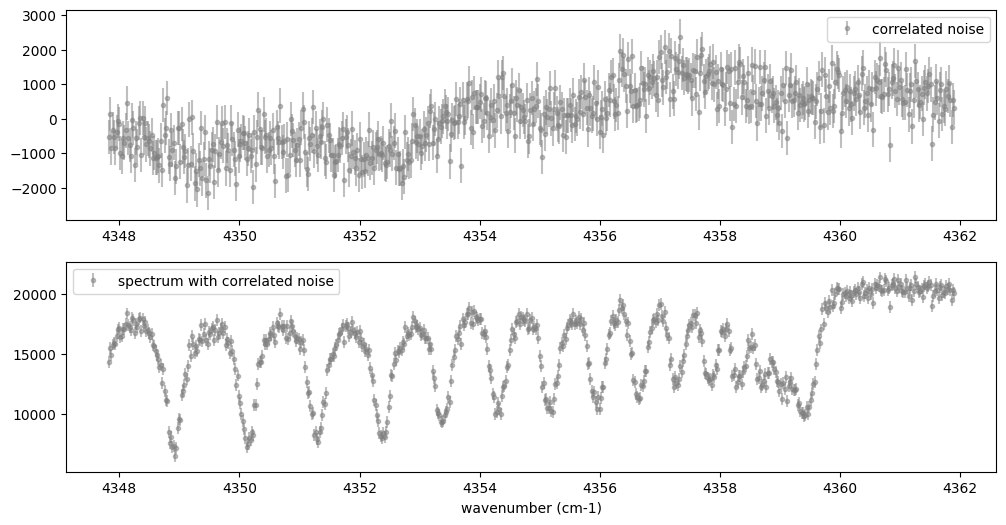 3000
2000
1000
0
−1000
−2000
correlated noise
4348 4350 4352 4354 4356 4358 4360 4362
20000
15000
10000
spectrum with correlated noise
4348 4350 4352 4354 4356 4358 4360 4362
wavenumber (cm-1)